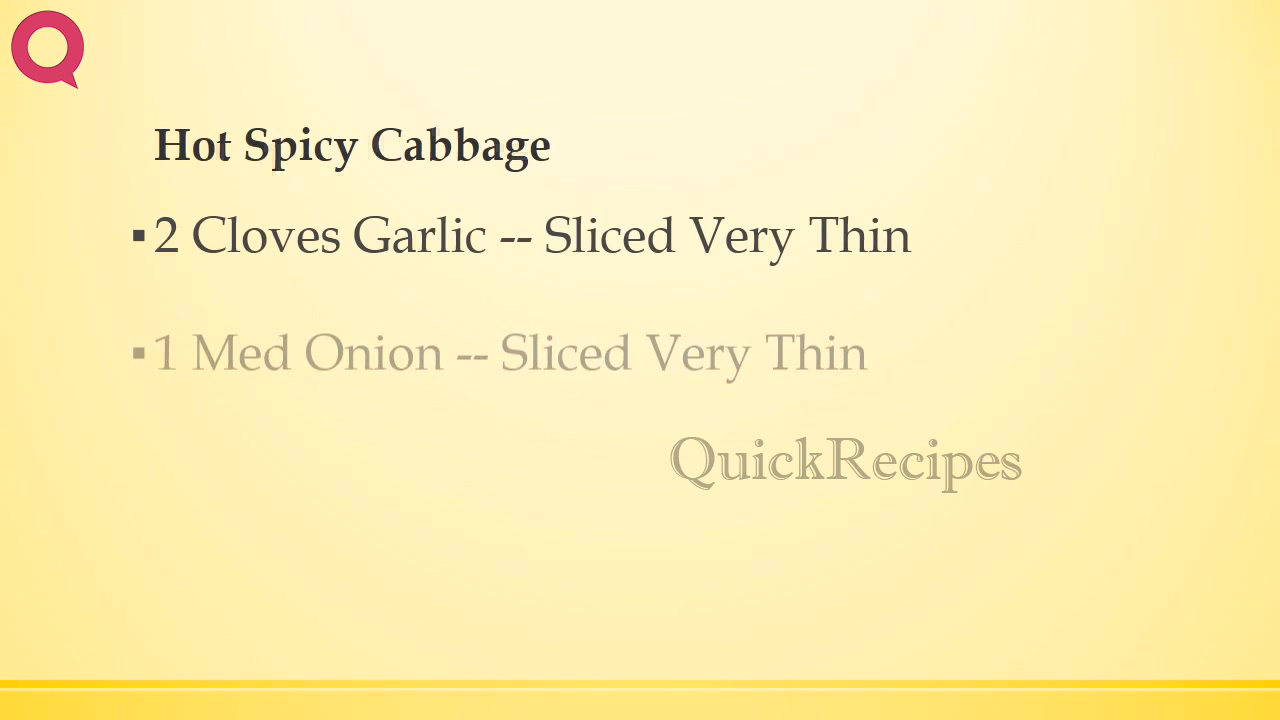 Hot Spicy Cabbage
▪2 Cloves Garlic -- Sliced Very Thin
▪1 Med Onion -- Sliced Very Thin
QuickRecipes